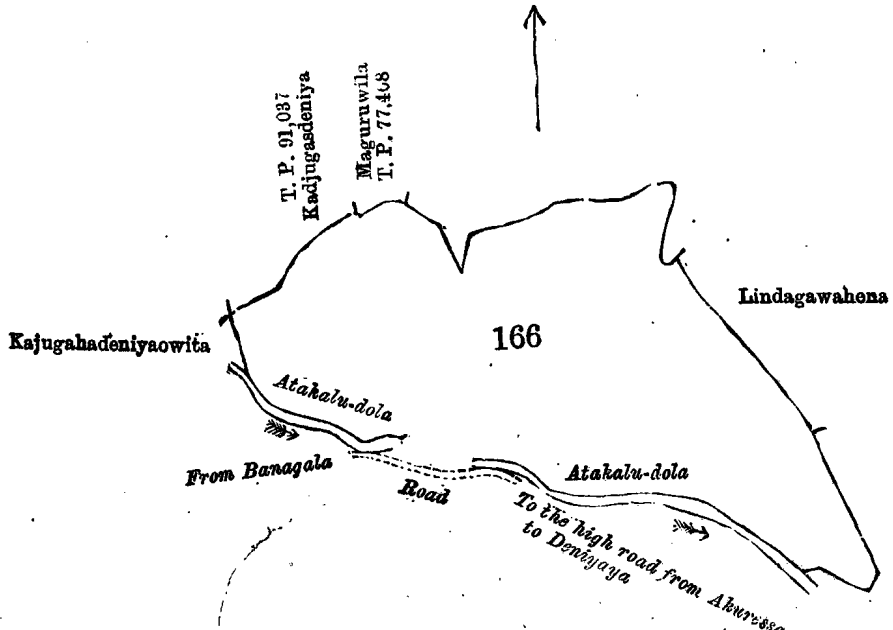 T. P. 91,037
Kadjugasdeniya
Maguruwila
T. P. 77,468
Lindagawahena
Kajugahadeniyaowita
166
Atakalu-dola
From Banagala
Road
Atakalu-dola
To the high road from Akuressa
to Deniyaya